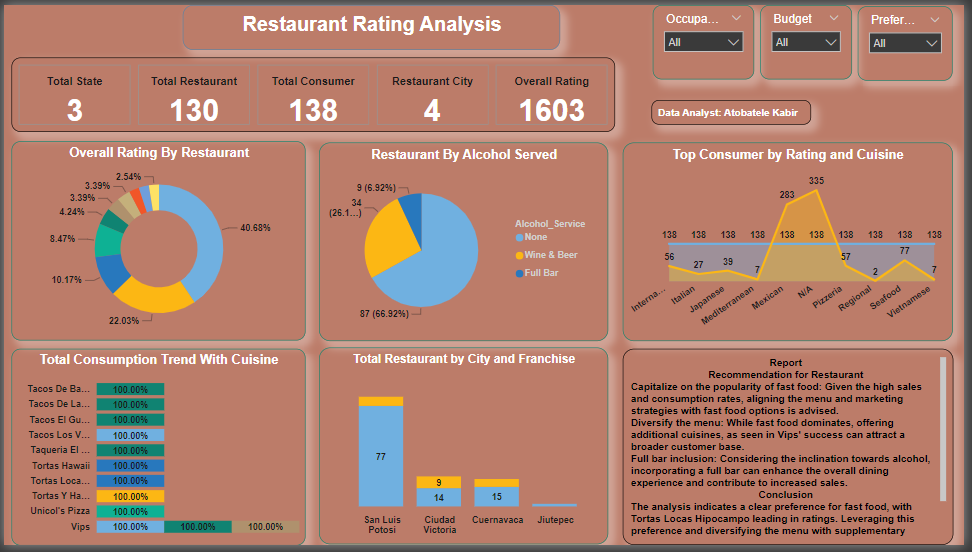 Restaurant Rating Analysis
Occupa...
Budget
Prefer...
All
All
All
Total State
3
Total Restaurant
130
Total Consumer
138
Restaurant City
4
Overall Rating
1603
Data Analyst: Atobatele Kabir
Overall Rating By Restaurant
2.54%
3.39%
3.39%
4.24%
8.47%
10.17%
22.03%
40.68%
Restaurant By Alcohol Served
9 (6.92%)
34
(26.1...)
87 (66.92%)
Alcohol_Service
None
Wine & Beer
Full Bar
Top Consumer by Rating and Cuisine
335
283
138 138 138 138 138 138 138 138 138 138
56 27 39 7 57 2 77 7
Interna...
Italian
Japanese
Mediterranean
Mexican
N/A
Pizzeria
Regional
Seafood
Vietnamese
Total Consumption Trend With Cuisine
Tacos De Ba... 100.00%
Tacos De La... 100.00%
Tacos El Gu... 100.00%
Tacos Los V... 100.00%
Taqueria El ... 100.00%
Tortas Hawaii 100.00%
Tortas Loca... 100.00%
Tortas Y Ha... 100.00%
Unicol's Pizza 100.00%
Vips 100.00% 100.00% 100.00%
Total Restaurant by City and Franchise
77
9
14
15
San Luis
Potosi
Ciudad
Victoria
Cuernavaca
Jiutepec
Report
Recommendation for Restaurant
Capitalize on the popularity of fast food: Given the high sales
and consumption rates, aligning the menu and marketing
strategies with fast food options is advised.
Diversify the menu: While fast food dominates, offering
additional cuisines, as seen in Vips' success can attract a
broader customer base.
Full bar inclusion: Considering the inclination towards alcohol,
incorporating a full bar can enhance the overall dining
experience and contribute to increased sales.
Conclusion
The analysis indicates a clear preference for fast food, with
Tortas Locas Hipocampo leading in ratings. Leveraging this
preference and diversifying the menu with supplementary